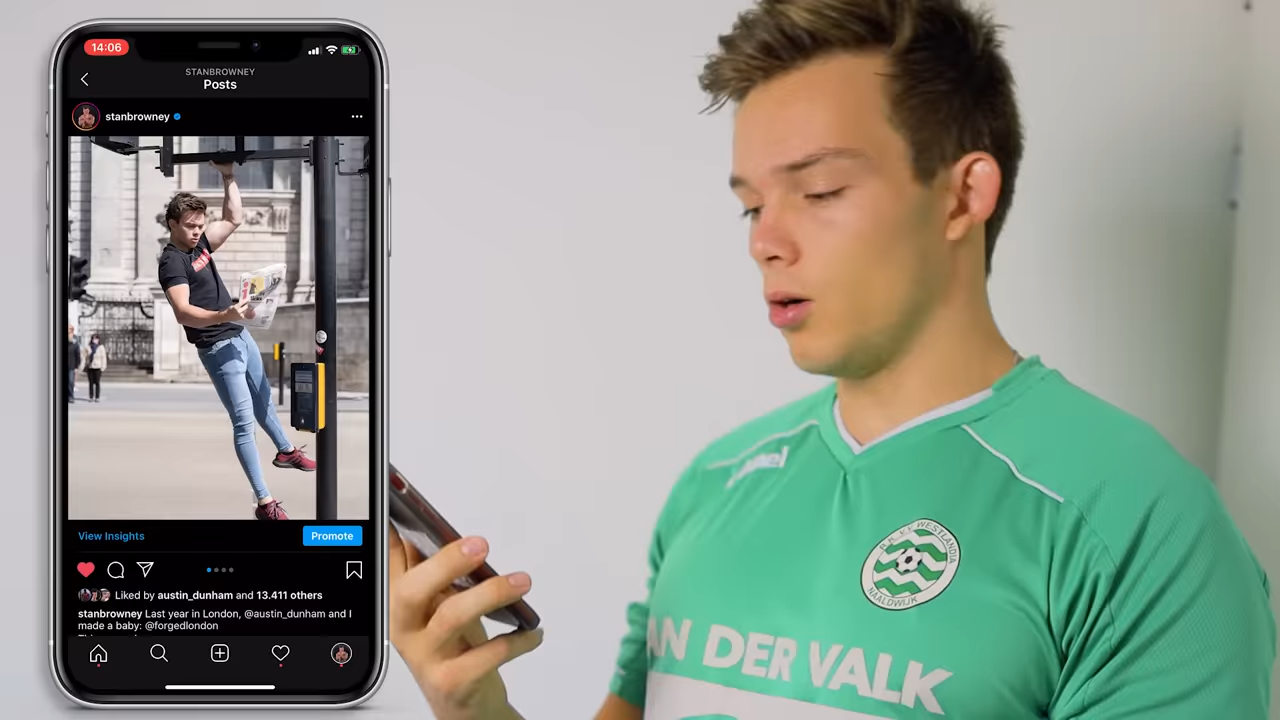 14:06
STANBROWNEY
Posts
stanbrowney
View Insights
Promote
Liked by austin_dunham and 13.411 others
stanbrowney Last year in London, @austin_dunham and I
made a baby: @forgedlondon
hummel
R.K.V.V. WESTLANDIA
NAALDWIJK
AN DER VALK